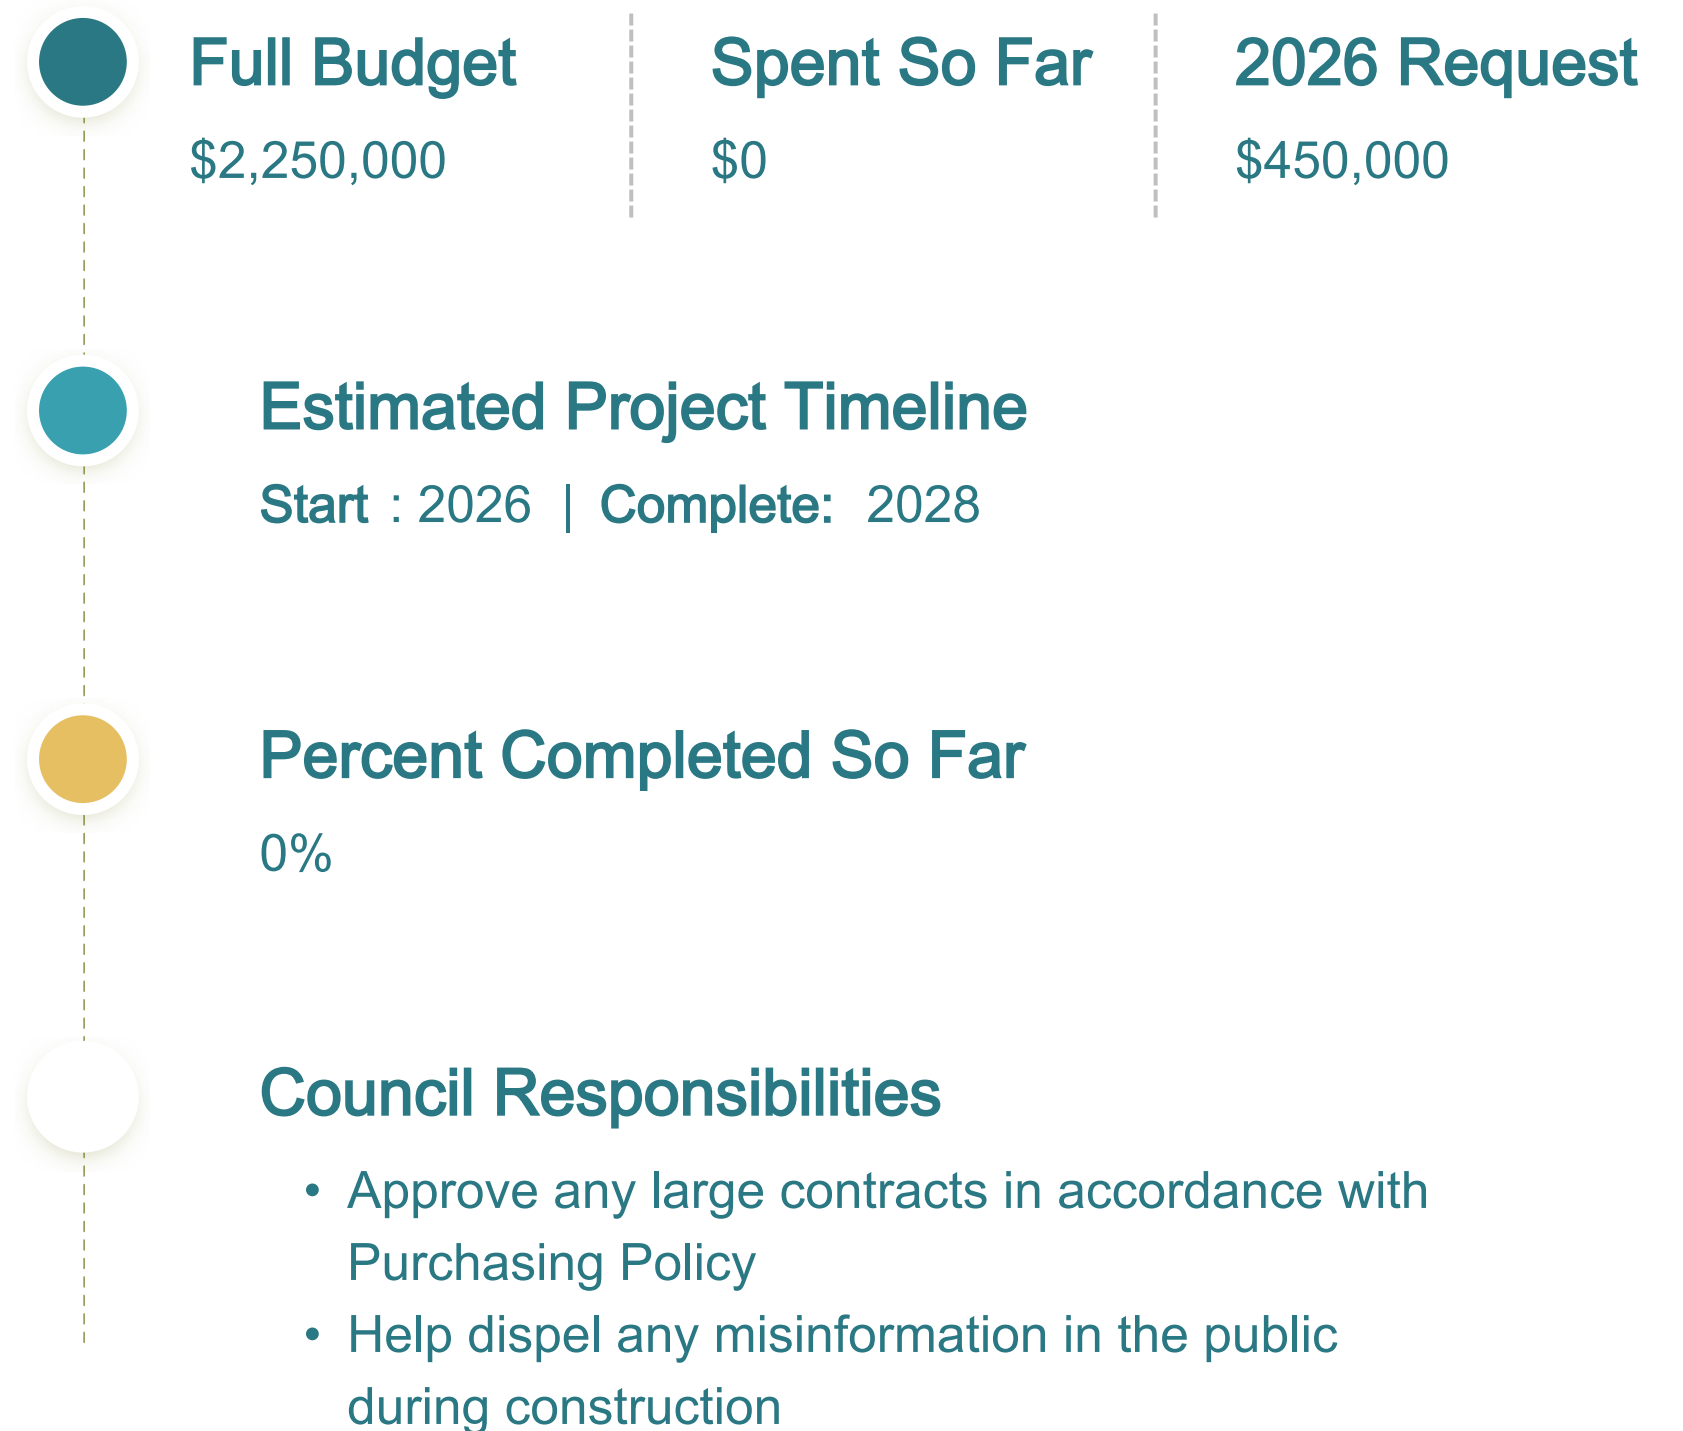 Full Budget
Spent So Far
2026 Request
$2,250,000
$0
$450,000
Estimated Project Timeline
Start : 2026 | Complete: 2028
Percent Completed So Far
0%
Council Responsibilities
• Approve any large contracts in accordance with
Purchasing Policy
• Help dispel any misinformation in the public
during construction